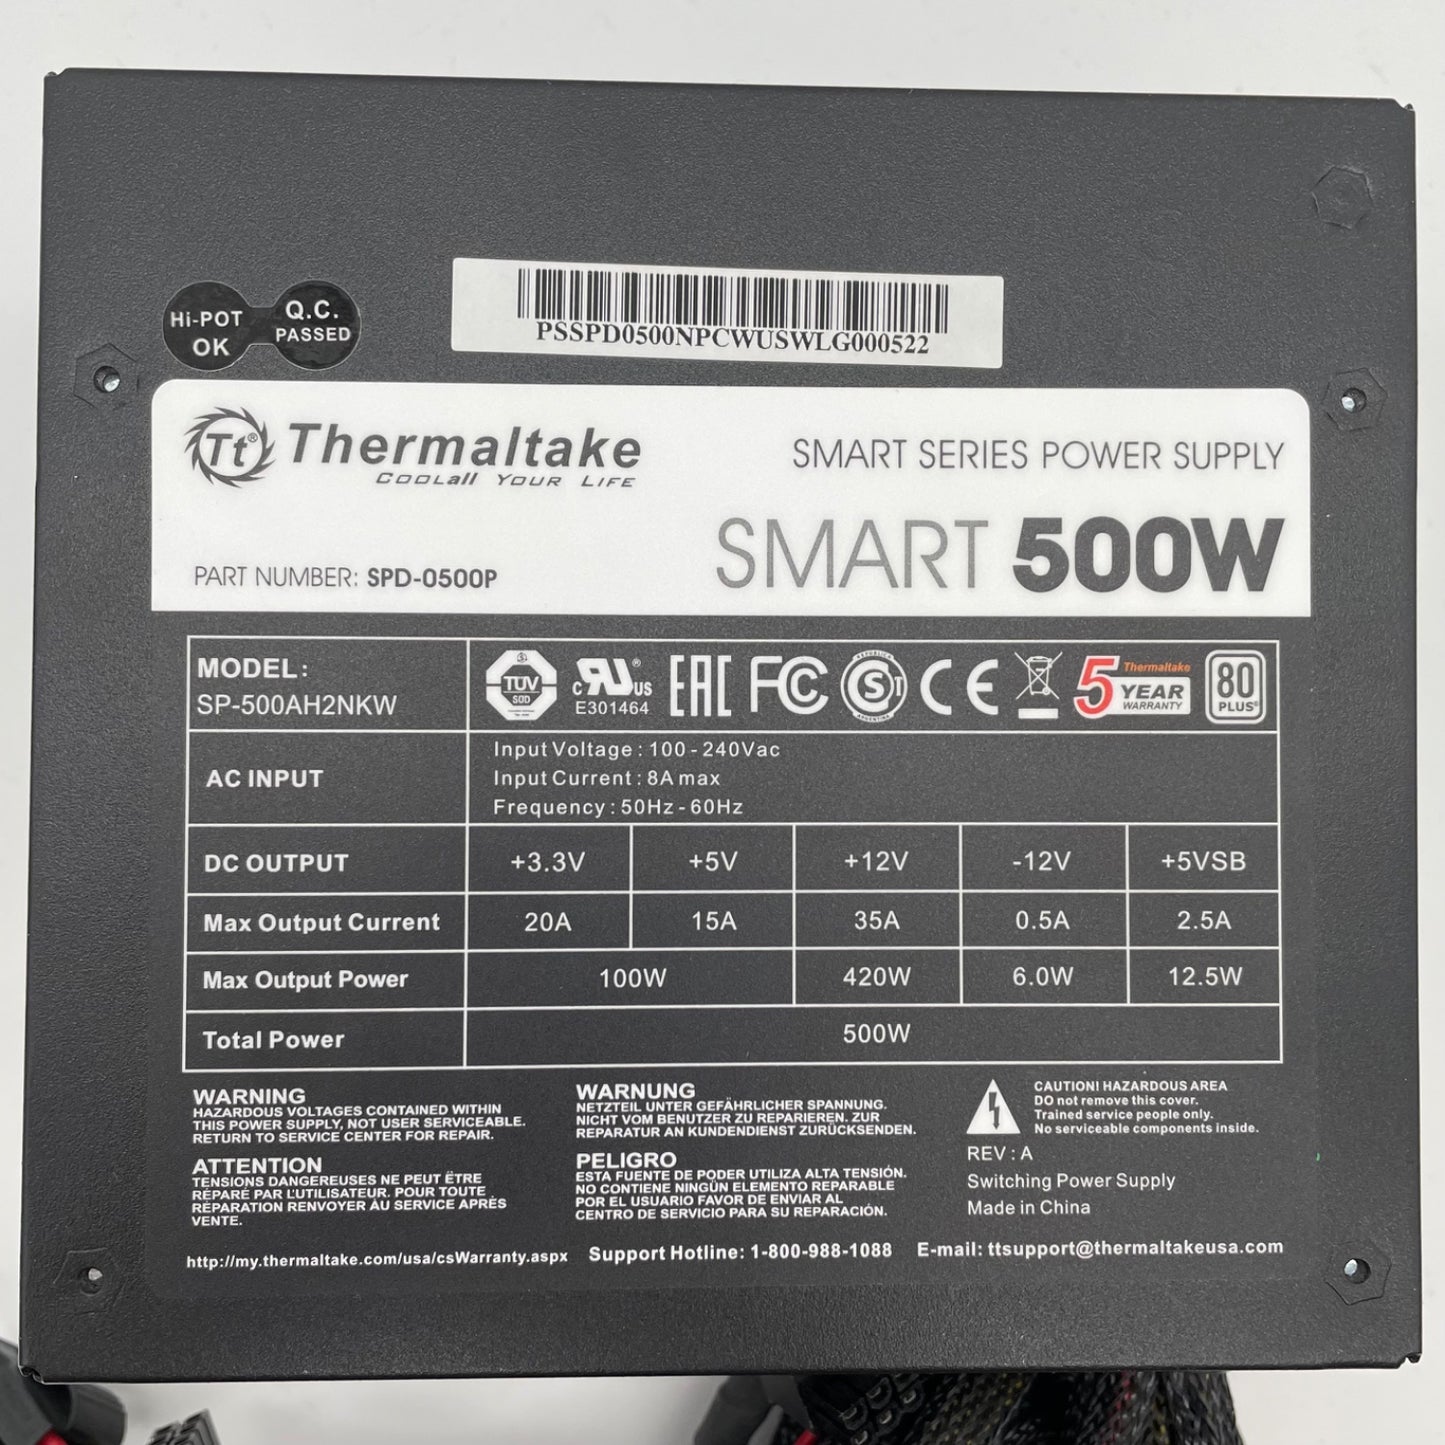 Hi-POT
OK
Q.C.
PASSED
PSSPD0500NPCWUSWLG000522
Tt® Thermaltake
COOLall YOUR LIFE
SMART SERIES POWER SUPPLY
SMART 500W
PART NUMBER: SPD-0500P
MODEL:
SP-500AH2NKW
TUV
SUD
c RU ® US
E301464
EAC
FC
REPUBLICA
S T
ARGENTINA
CE
5 Thermaltake
YEAR
WARRANTY
80
PLUS®
AC INPUT
Input Voltage : 100 - 240Vac
Input Current : 8A max
Frequency : 50Hz - 60Hz
DC OUTPUT +3.3V +5V +12V -12V +5VSB
Max Output Current 20A 15A 35A 0.5A 2.5A
Max Output Power 100W 420W 6.0W 12.5W
Total Power 500W
WARNING
HAZARDOUS VOLTAGES CONTAINED WITHIN
THIS POWER SUPPLY, NOT USER SERVICEABLE.
RETURN TO SERVICE CENTER FOR REPAIR.
ATTENTION
TENSIONS DANGEREUSES NE PEUT ËTRE
RÉPARÉ PAR L'UTILISATEUR. POUR TOUTE
RÉPARATION RENVOYER AU SERVICE APRÉS
VENTE.
WARNUNG
NETZTEIL UNTER GEFÄHRLICHER SPANNUNG.
NICHT VOM BENUTZER ZU REPARIEREN. ZUR
REPARATUR AN KUNDENDIENST ZURÜCKSENDEN.
PELIGRO
ESTA FUENTE DE PODER UTILIZA ALTA TENSIÓN.
NO CONTIENE NINGÚN ELEMENTO REPARABLE
POR EL USUARIO FAVOR DE ENVIAR AL
CENTRO DE SERVICIO PARA SU REPARACIÓN.
CAUTION! HAZARDOUS AREA
DO not remove this cover.
Trained service people only.
No serviceable components inside.
REV : A
Switching Power Supply
Made in China
http://my.thermaltake.com/usa/csWarranty.aspx Support Hotline: 1-800-988-1088 E-mail: ttsupport@thermaltakeusa.com